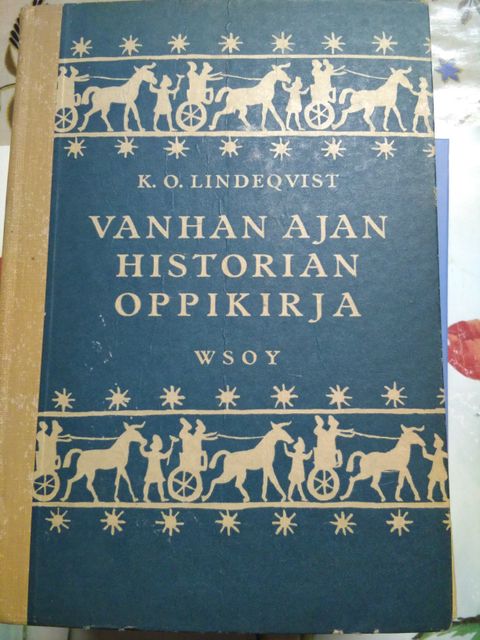 K. O. LINDEQVIST
VANHAN AJAN
HISTORIAN
OPPIKIRJA
WSOY